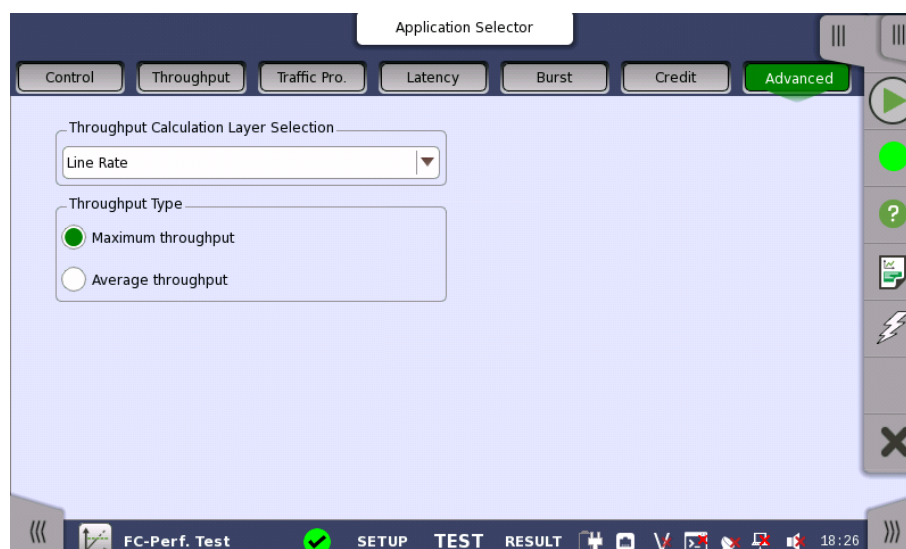 Application Selector
Control Throughput Traffic Pro. Latency Burst Credit Advanced
Throughput Calculation Layer Selection
Line Rate
Throughput Type
Maximum throughput
Average throughput
FC-Perf. Test SETUP TEST RESULT 18:26